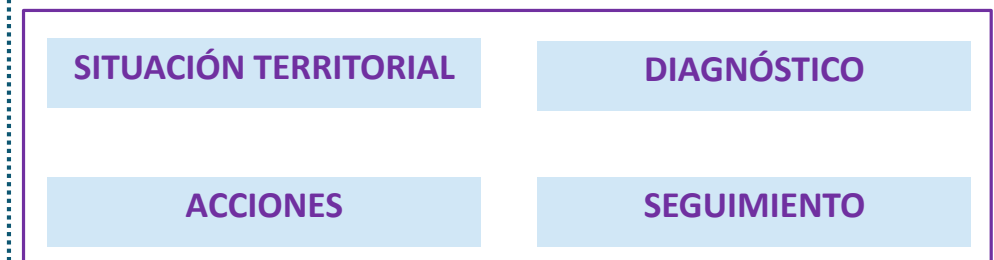 SITUACIÓN TERRITORIAL
DIAGNÓSTICO
ACCIONES
SEGUIMIENTO